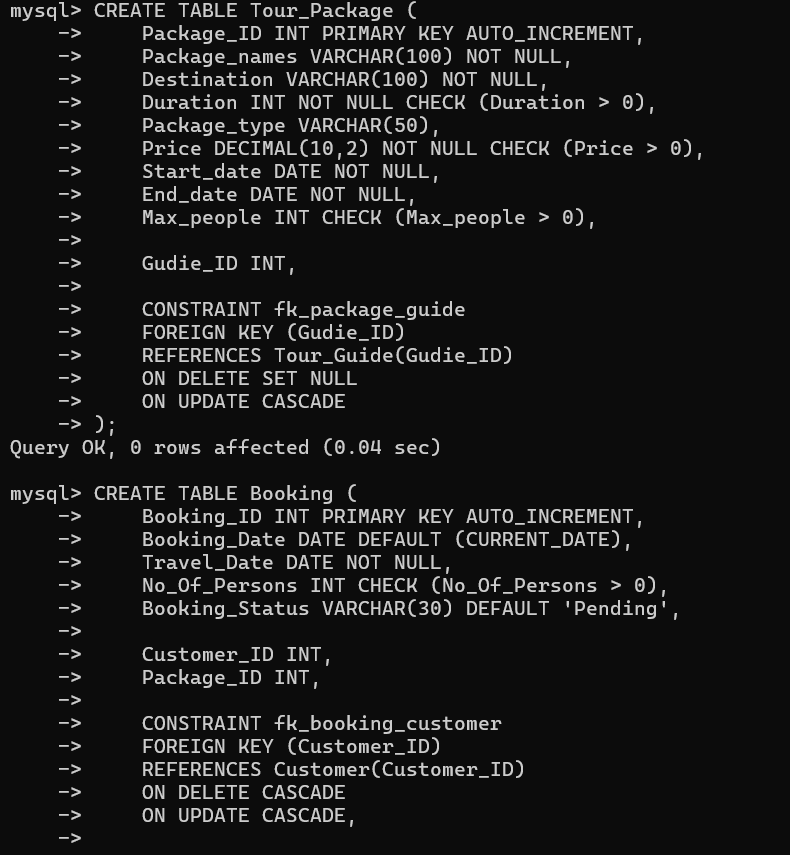 mysql> CREATE TABLE Tour_Package (
    ->     Package_ID INT PRIMARY KEY AUTO_INCREMENT,
    ->     Package_names VARCHAR(100) NOT NULL,
    ->     Destination VARCHAR(100) NOT NULL,
    ->     Duration INT NOT NULL CHECK (Duration > 0),
    ->     Package_type VARCHAR(50),
    ->     Price DECIMAL(10,2) NOT NULL CHECK (Price > 0),
    ->     Start_date DATE NOT NULL,
    ->     End_date DATE NOT NULL,
    ->     Max_people INT CHECK (Max_people > 0),
    ->
    ->     Gudie_ID INT,
    ->
    ->     CONSTRAINT fk_package_guide
    ->     FOREIGN KEY (Gudie_ID)
    ->     REFERENCES Tour_Guide(Gudie_ID)
    ->     ON DELETE SET NULL
    ->     ON UPDATE CASCADE
    -> );
Query OK, 0 rows affected (0.04 sec)

mysql> CREATE TABLE Booking (
    ->     Booking_ID INT PRIMARY KEY AUTO_INCREMENT,
    ->     Booking_Date DATE DEFAULT (CURRENT_DATE),
    ->     Travel_Date DATE NOT NULL,
    ->     No_Of_Persons INT CHECK (No_Of_Persons > 0),
    ->     Booking_Status VARCHAR(30) DEFAULT 'Pending',
    ->
    ->     Customer_ID INT,
    ->     Package_ID INT,
    ->
    ->     CONSTRAINT fk_booking_customer
    ->     FOREIGN KEY (Customer_ID)
    ->     REFERENCES Customer(Customer_ID)
    ->     ON DELETE CASCADE
    ->     ON UPDATE CASCADE,
    ->